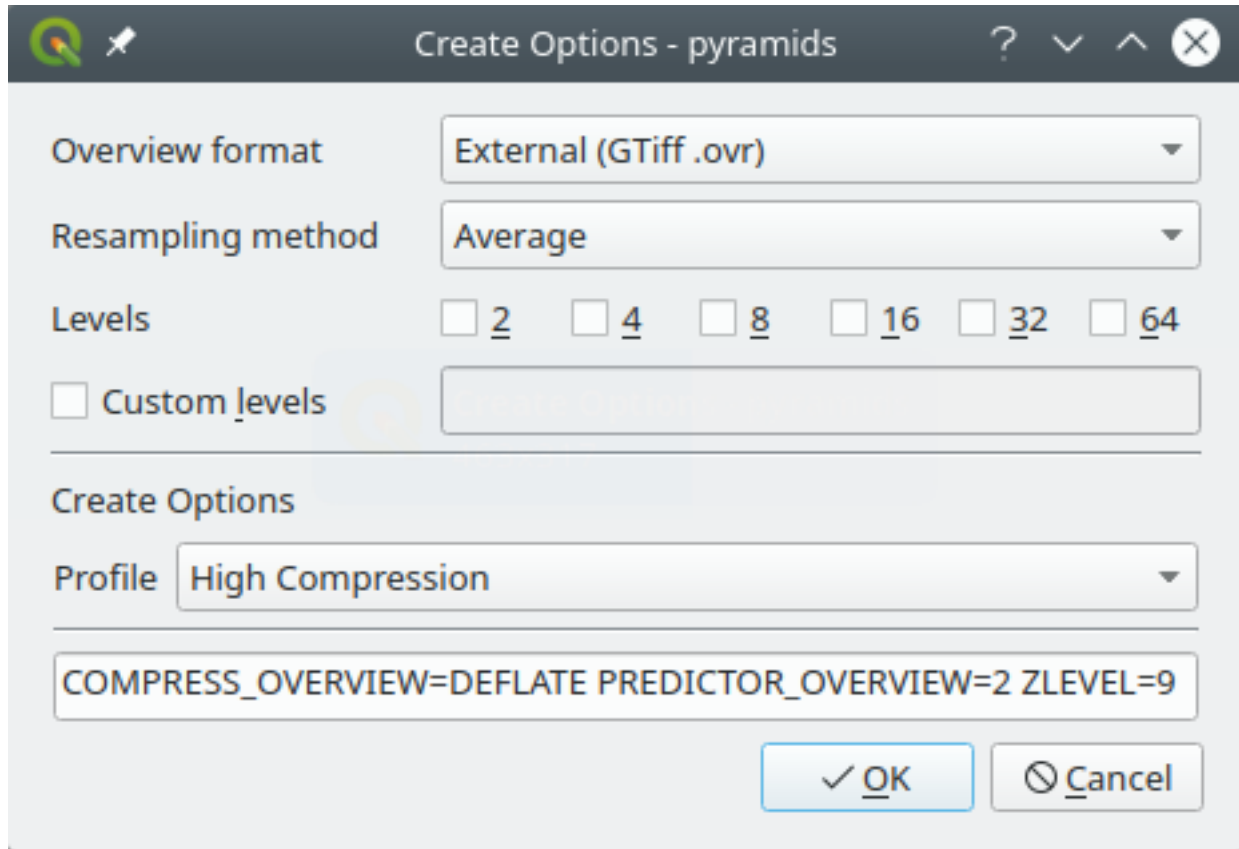 Create Options - pyramids
Overview format External (GTiff .ovr)
Resampling method Average
Levels 2 4 8 16 32 64
Custom levels
Create Options
Profile High Compression
COMPRESS_OVERVIEW=DEFLATE PREDICTOR_OVERVIEW=2 ZLEVEL=9
OK Cancel